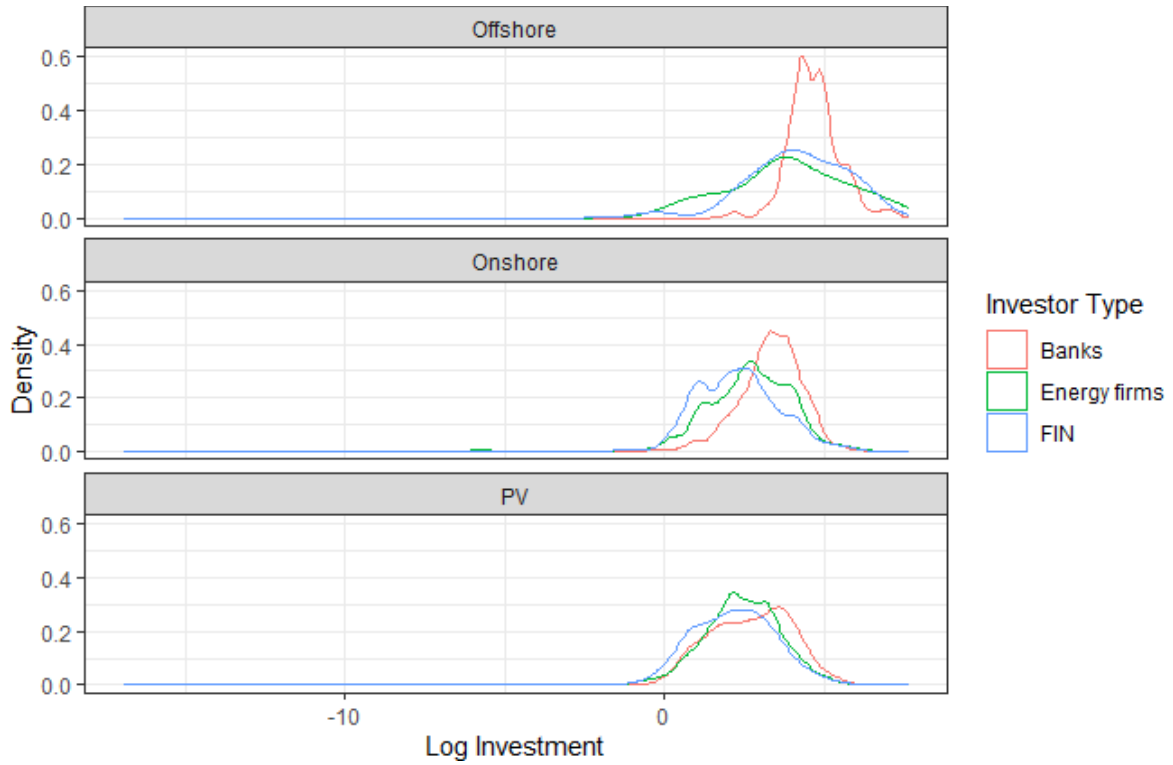 Offshore
0.6
0.4
0.2
0.0
Onshore
0.6
0.4
0.2
0.0
Density
PV
0.6
0.4
0.2
0.0
-10
0
Log Investment
Investor Type
Banks
Energy firms
FIN